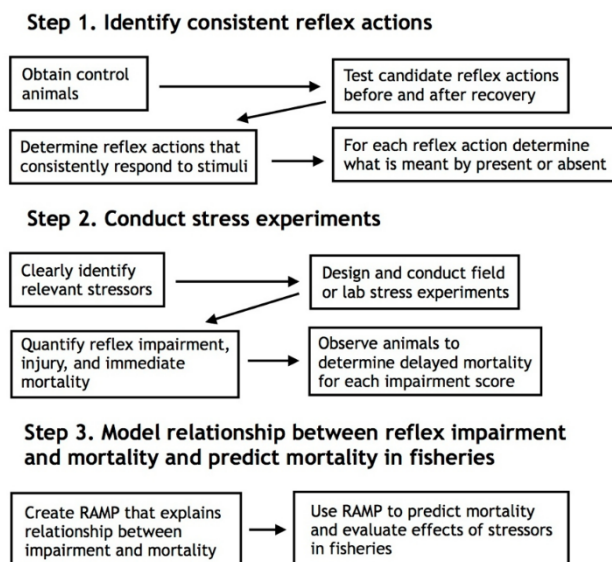 Step 1. Identify consistent reflex actions
Obtain control
animals
Test candidate reflex actions
before and after recovery
Determine reflex actions that
consistently respond to stimuli
For each reflex action determine
what is meant by present or absent
Step 2. Conduct stress experiments
Clearly identify
relevant stressors
Design and conduct field
or lab stress experiments
Quantify reflex impairment,
injury, and immediate
mortality
Observe animals to
determine delayed mortality
for each impairment score
Step 3. Model relationship between reflex impairment
and mortality and predict mortality in fisheries
Create RAMP that explains
relationship between
impairment and mortality
Use RAMP to predict mortality
and evaluate effects of stressors
in fisheries